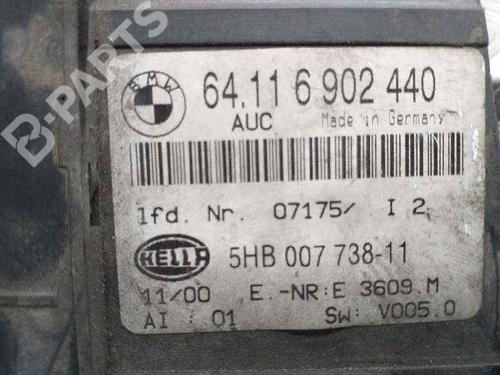 B-PARTS
BMW
64.11 6 902 440
AUC Made in Germany
lfd. Nr. 07175/ I 2
HELLA
5HB 007 738-11
11/00 E.-NR:E 3609.M
AI : 01 SW: V005.0